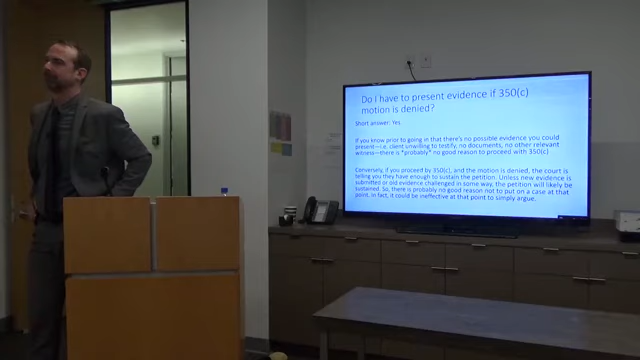 Do I have to present evidence if 350(c)
motion is denied?
Short answer: Yes
If you know prior to going in that there's no possible evidence you could
present—i.e. client unwilling to testify, no documents, no other relevant
witness—there is *probably* no good reason to proceed with 350(c)
Conversely, if you proceed by 350(c), and the motion is denied, the court is
telling you they have enough to sustain the petition. Unless new evidence is
submitted or old evidence challenged in some way, the petition will likely be
sustained. So, there is probably no good reason not to put on a case at that
point. In fact, it could be ineffective at that point to simply argue.